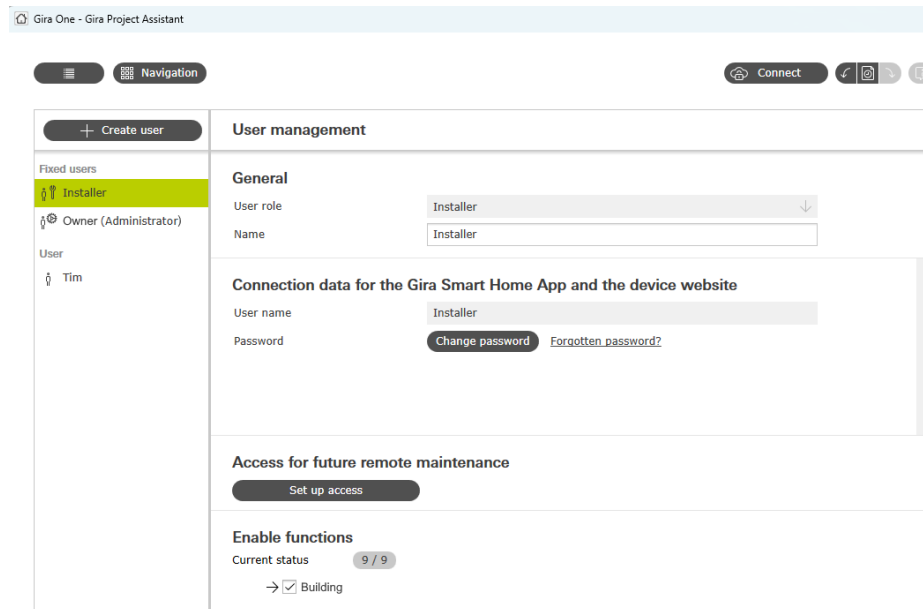 Gira One - Gira Project Assistant
Navigation
Connect
Create user
User management
Fixed users
Installer
Owner (Administrator)
User
Tim
General
User role Installer
Name Installer
Connection data for the Gira Smart Home App and the device website
User name Installer
Password Change password Forgotten password?
Access for future remote maintenance
Set up access
Enable functions
Current status 9 / 9
Building